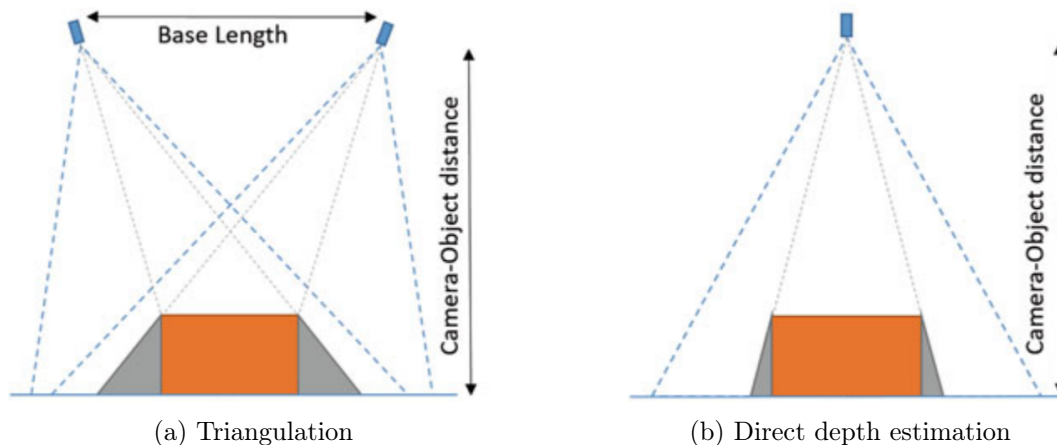 Base Length
Camera-Object distance
Camera-Object distance
(a) Triangulation
(b) Direct depth estimation